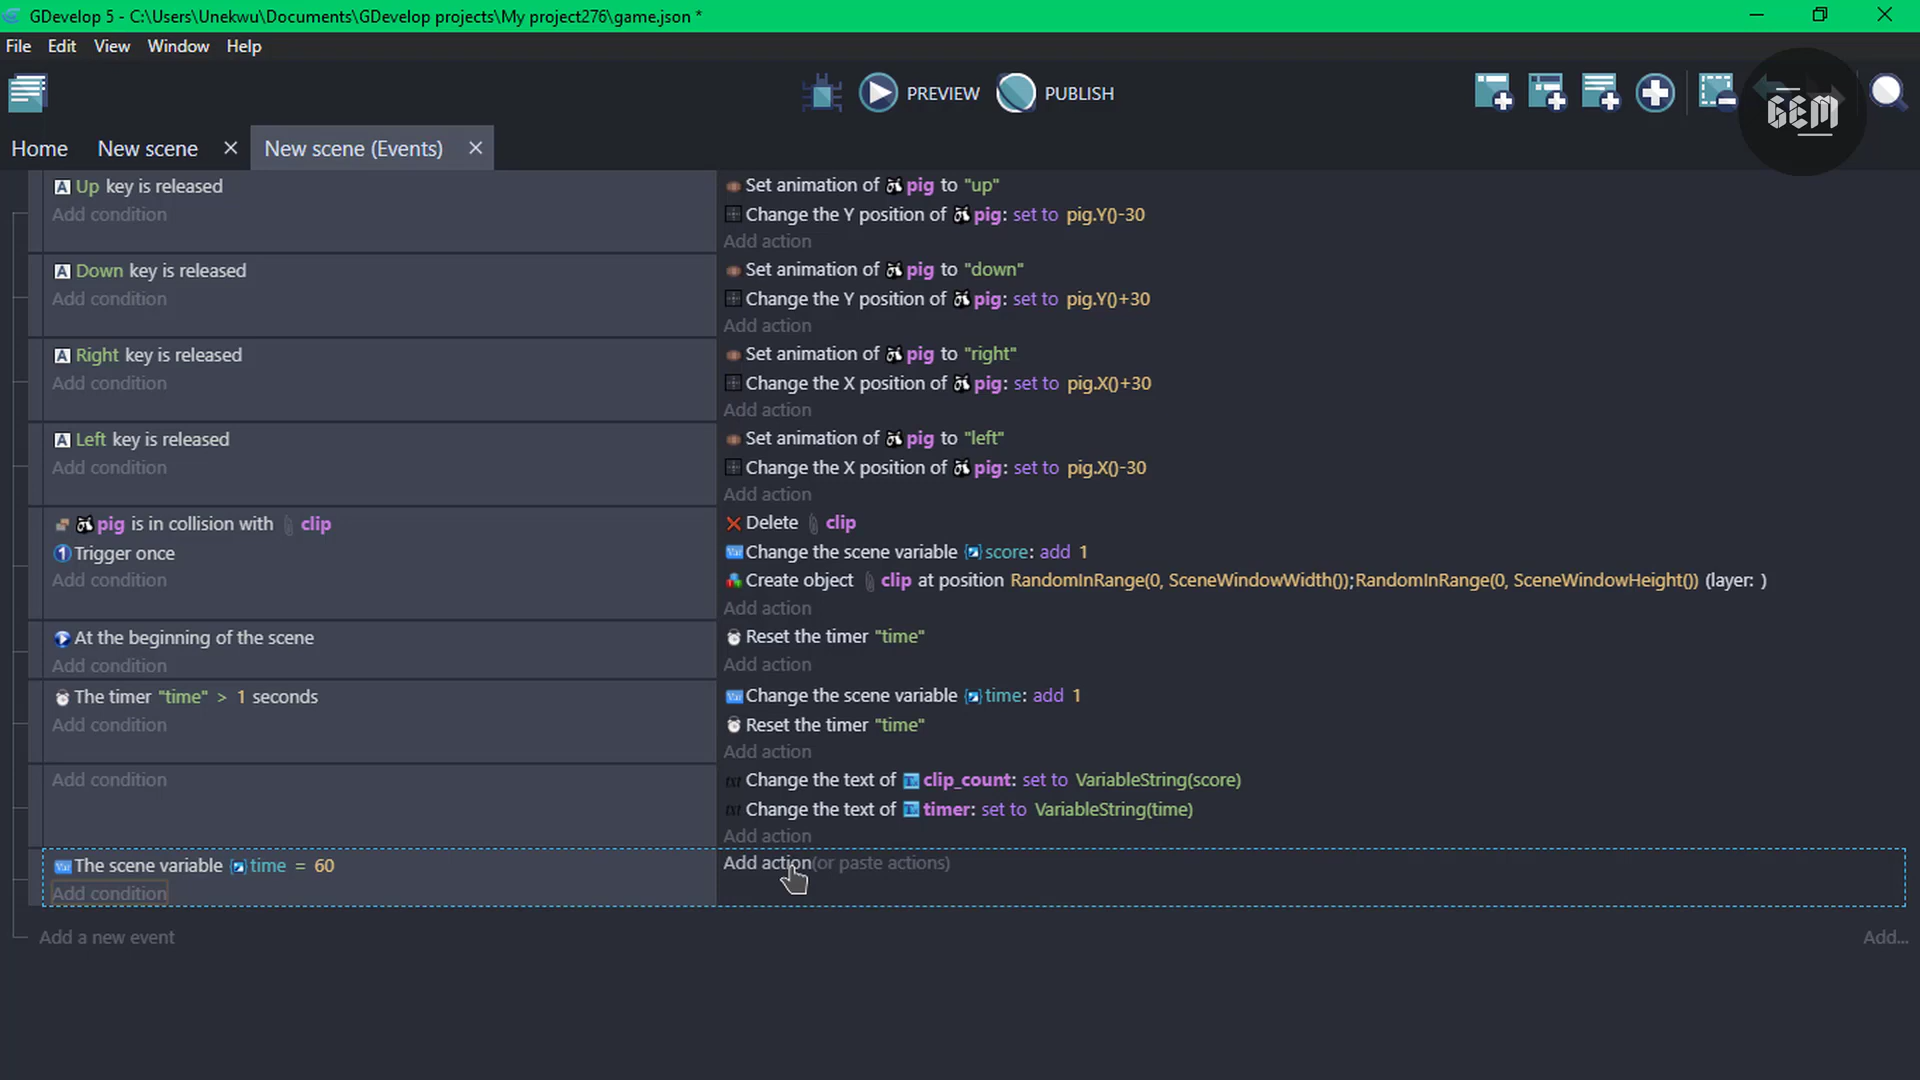 GDevelop 5 - C:\Users\Unekwu\Documents\GDevelop projects\My project276\game.json *
File Edit View Window Help
PREVIEW PUBLISH
GEM
Home New scene New scene (Events)
Up key is released
Add condition
Set animation of pig to "up"
Change the Y position of pig: set to pig.Y()-30
Add action
Down key is released
Add condition
Set animation of pig to "down"
Change the Y position of pig: set to pig.Y()+30
Add action
Right key is released
Add condition
Set animation of pig to "right"
Change the X position of pig: set to pig.X()+30
Add action
Left key is released
Add condition
Set animation of pig to "left"
Change the X position of pig: set to pig.X()-30
Add action
pig is in collision with clip
Trigger once
Add condition
Delete clip
Change the scene variable score: add 1
Create object clip at position RandomInRange(0, SceneWindowWidth());RandomInRange(0, SceneWindowHeight()) (layer: )
Add action
At the beginning of the scene
Add condition
Reset the timer "time"
Add action
The timer "time" > 1 seconds
Add condition
Change the scene variable time: add 1
Reset the timer "time"
Add action
Add condition
Change the text of clip_count: set to VariableString(score)
Change the text of timer: set to VariableString(time)
Add action
The scene variable time = 60
Add condition
Add action(or paste actions)
Add a new event
Add...